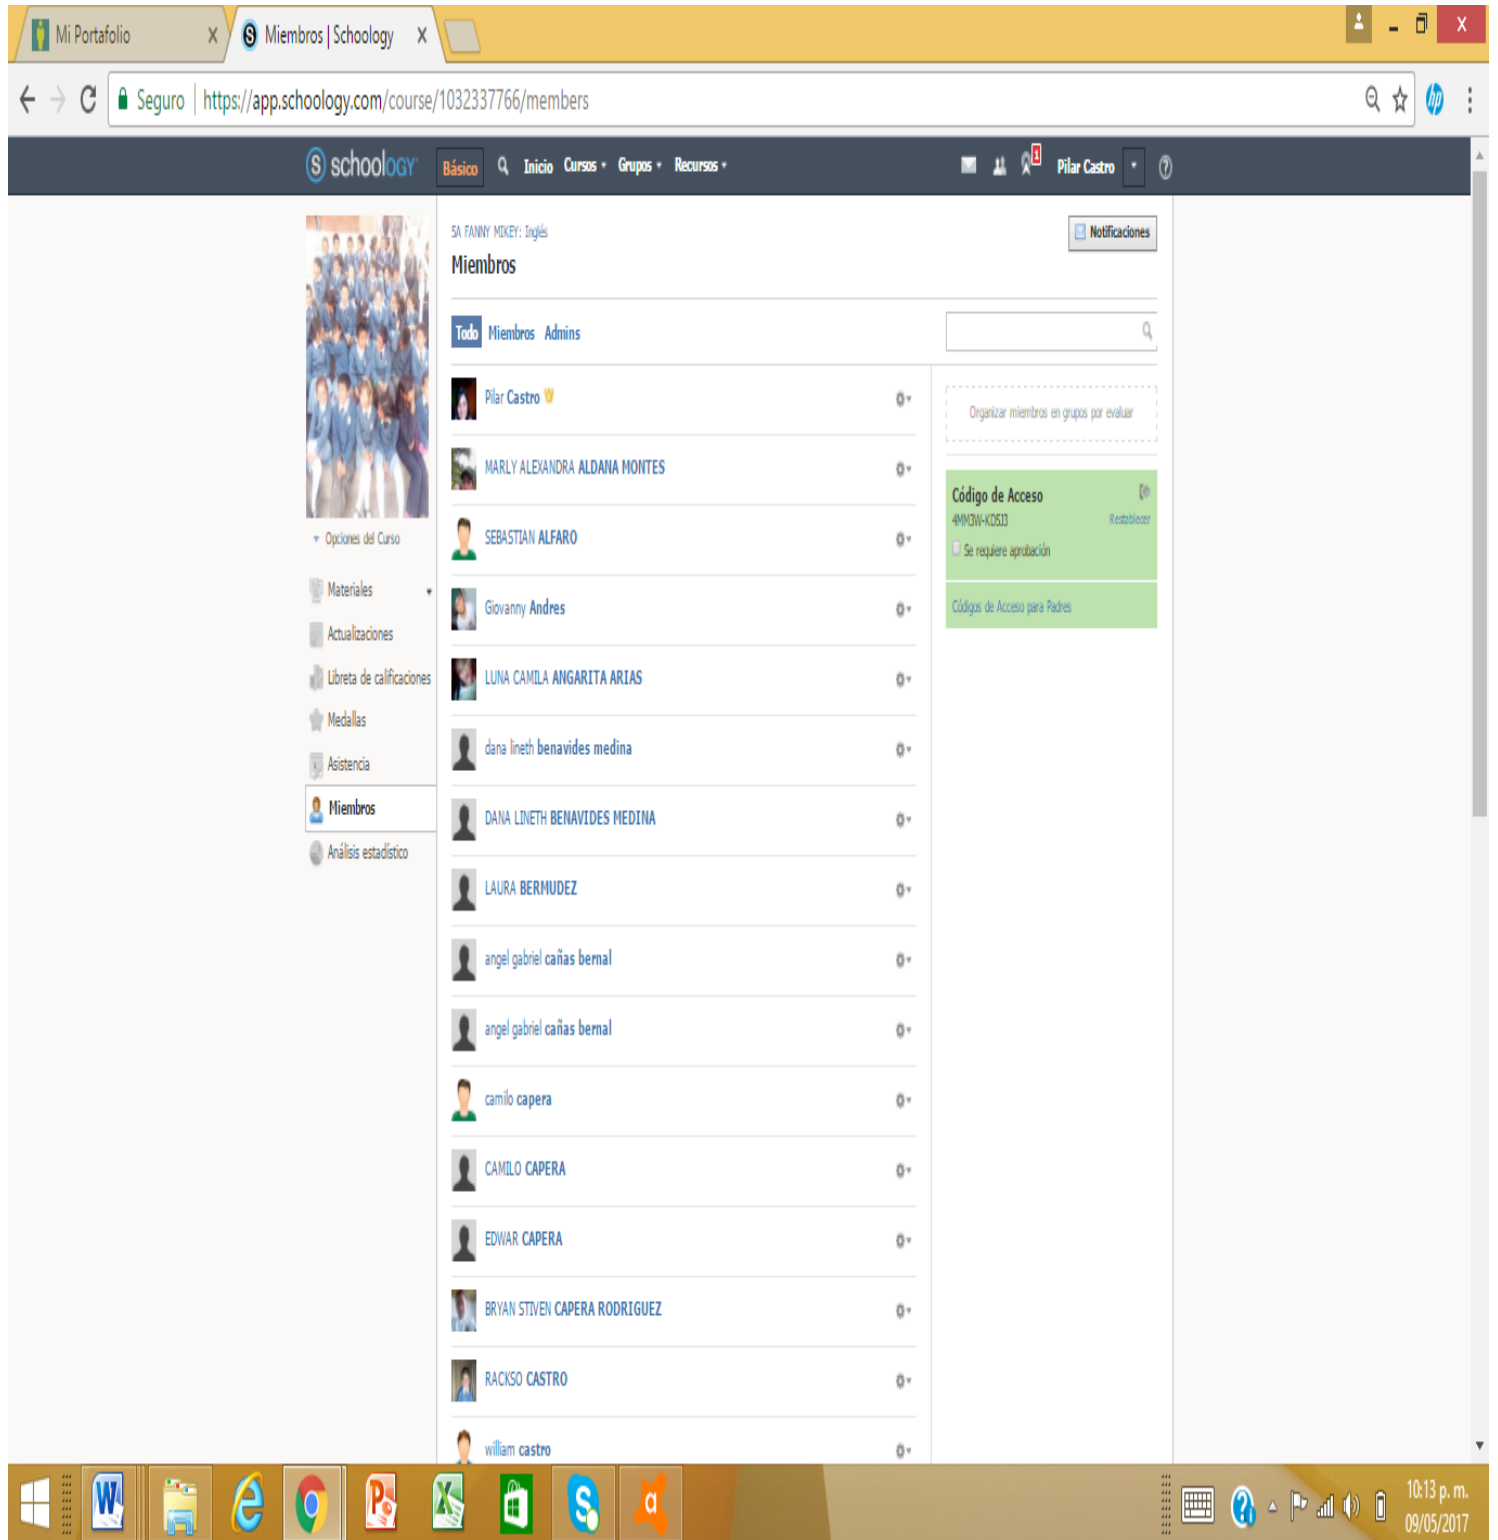 Mi Portafolio
Miembros | Schoology
Seguro | https://app.schoology.com/course/1032337766/members
S schoology Básico Inicio Cursos Grupos Recursos 1 Pilar Castro
5A FANNY MIKEY: Inglés
Notificaciones
Miembros
Todo Miembros Admins
Pilar Castro
MARLY ALEXANDRA ALDANA MONTES
SEBASTIAN ALFARO
Giovanny Andres
LUNA CAMILA ANGARITA ARIAS
dana lineth benavides medina
DANA LINETH BENAVIDES MEDINA
LAURA BERMUDEZ
angel gabriel cañas bernal
angel gabriel cañas bernal
camilo capera
CAMILO CAPERA
EDWAR CAPERA
BRYAN STIVEN CAPERA RODRIGUEZ
RACKSO CASTRO
william castro
Organizar miembros en grupos por evaluar
Código de Acceso
4MM3W-KD5J3 Restablecer
Se requiere aprobación
Códigos de Acceso para Padres
Opciones del Curso
Materiales
Actualizaciones
Libreta de calificaciones
Medallas
Asistencia
Miembros
Análisis estadístico
10:13 p. m.
09/05/2017